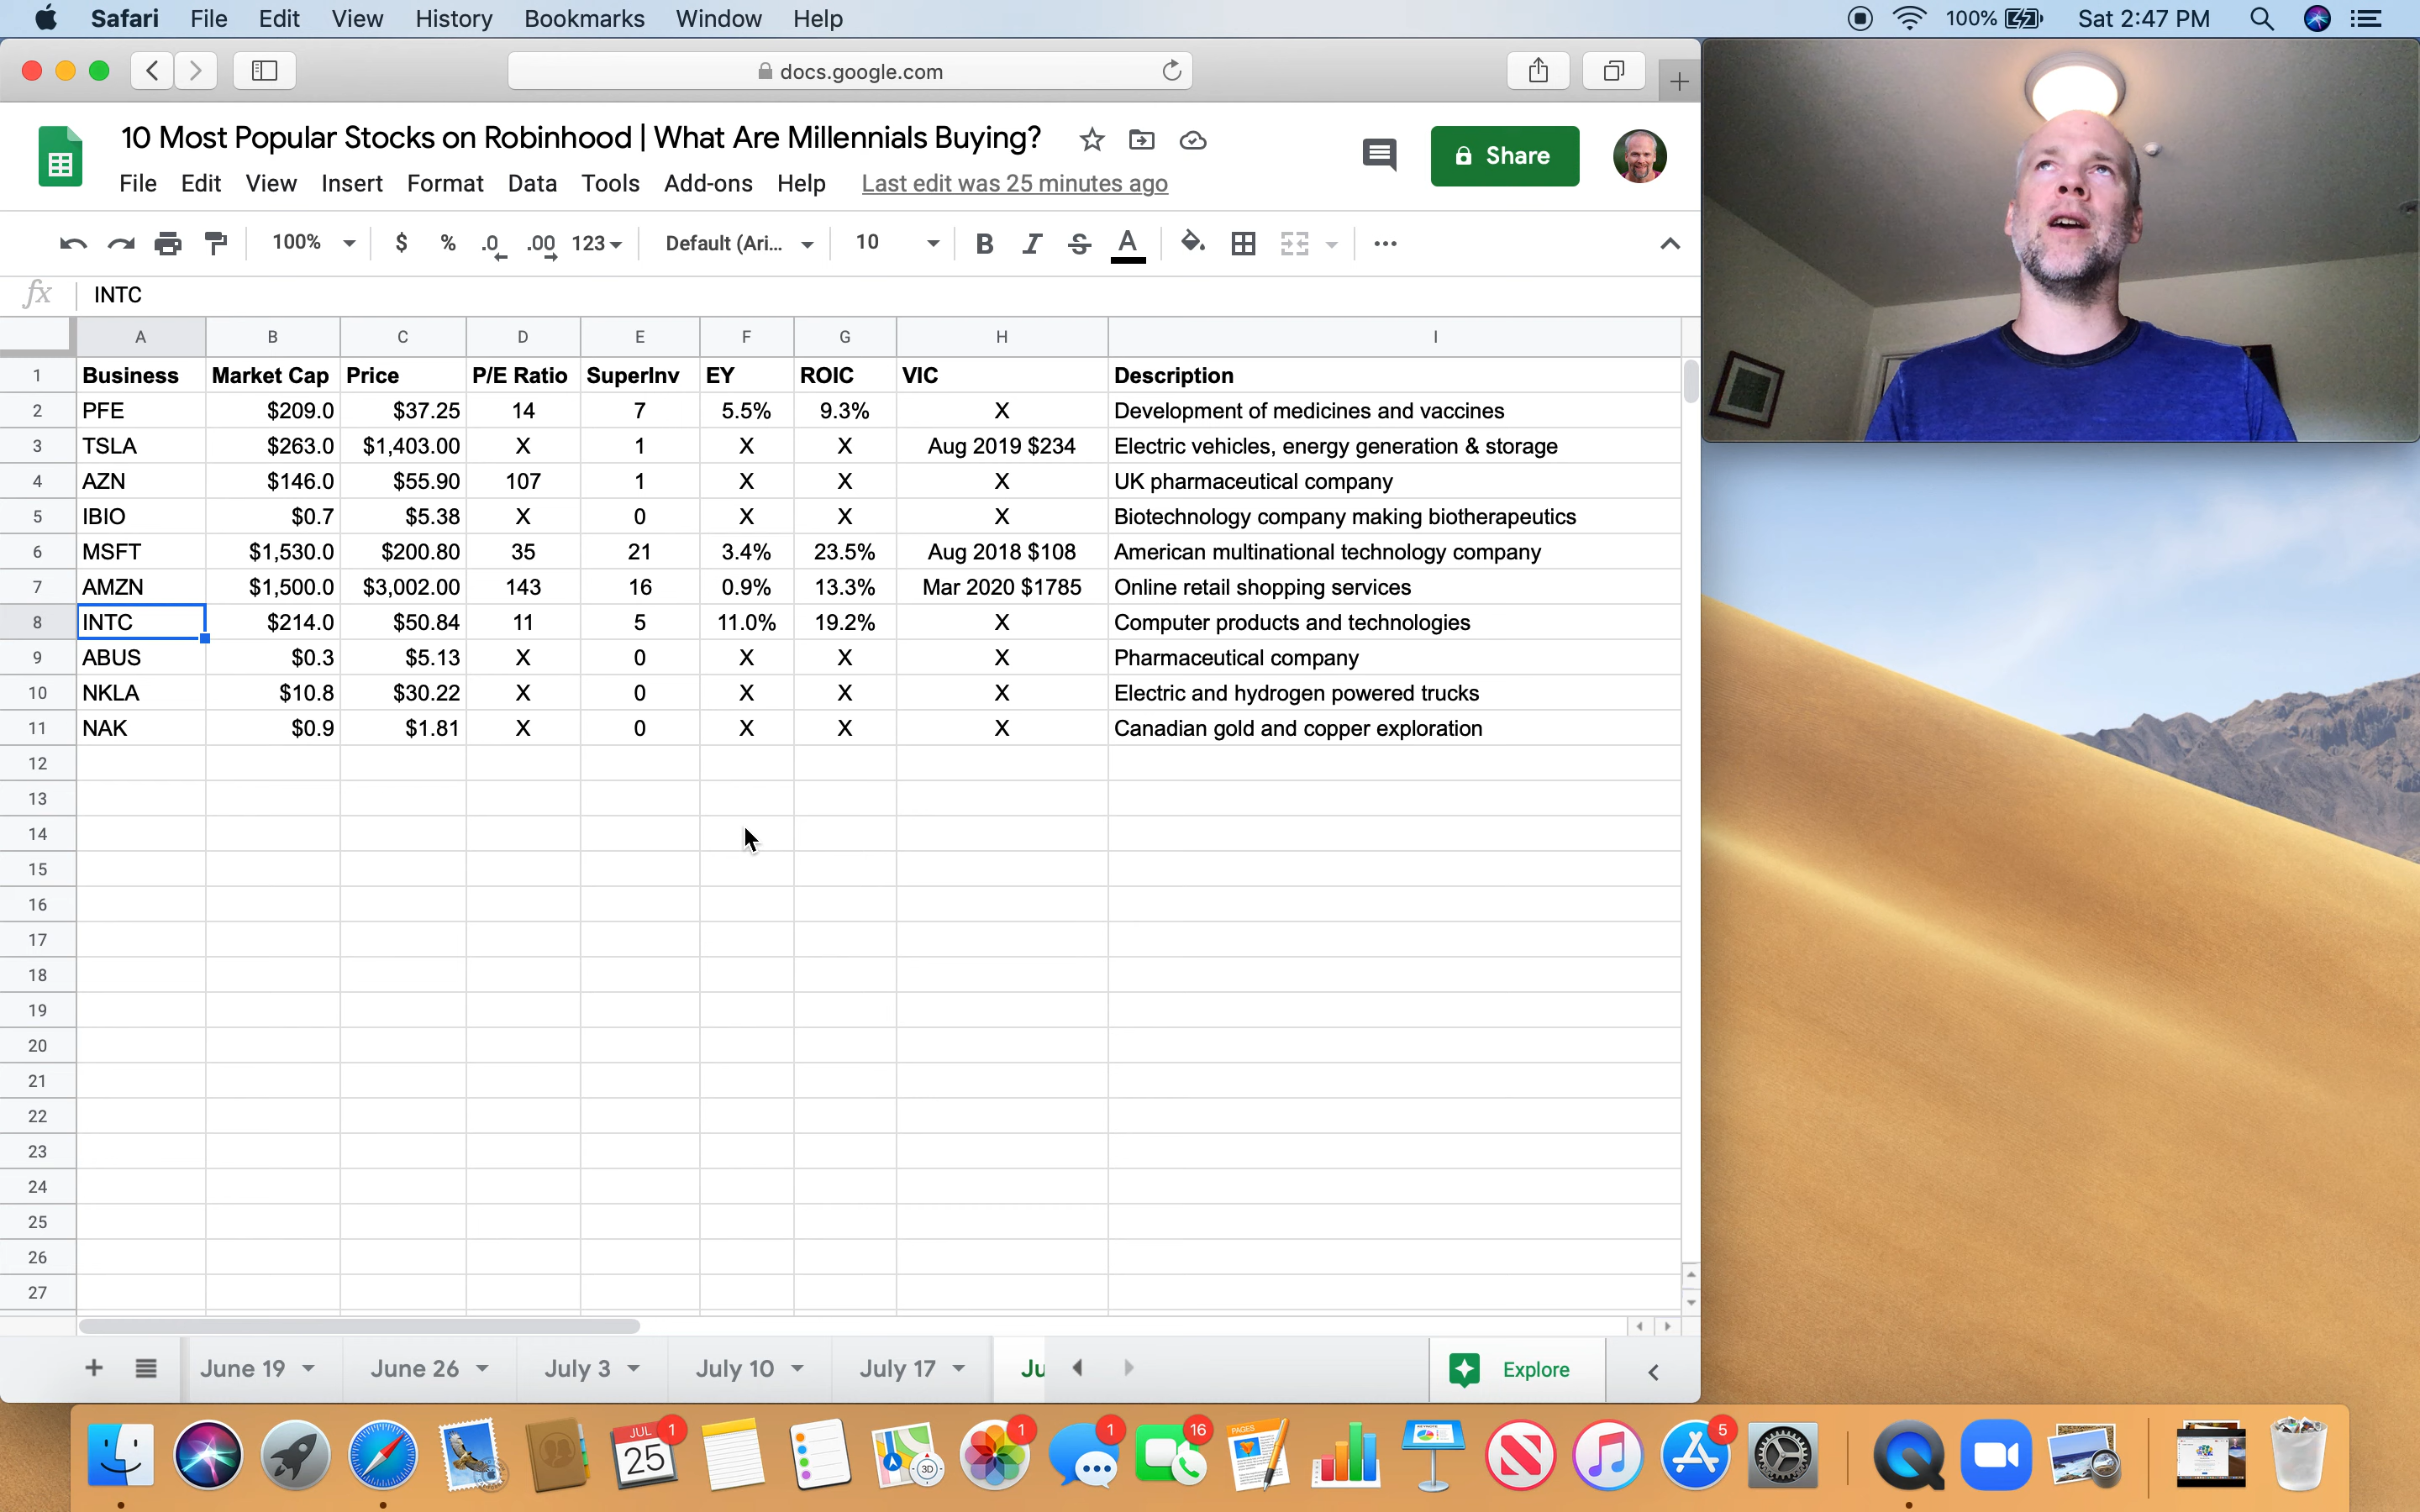 Safari File Edit View History Bookmarks Window Help 100% Sat 2:47 PM
docs.google.com
10 Most Popular Stocks on Robinhood | What Are Millennials Buying?
Share
File Edit View Insert Format Data Tools Add-ons Help Last edit was 25 minutes ago
100% $ % .0 .00 123 Default (Ari... 10 B I S A
fx INTC
A B C D E F G H I
1 Business Market Cap Price P/E Ratio SuperInv EY ROIC VIC Description
2 PFE $209.0 $37.25 14 7 5.5% 9.3% X Development of medicines and vaccines
3 TSLA $263.0 $1,403.00 X 1 X X Aug 2019 $234 Electric vehicles, energy generation & storage
4 AZN $146.0 $55.90 107 1 X X X UK pharmaceutical company
5 IBIO $0.7 $5.38 X 0 X X X Biotechnology company making biotherapeutics
6 MSFT $1,530.0 $200.80 35 21 3.4% 23.5% Aug 2018 $108 American multinational technology company
7 AMZN $1,500.0 $3,002.00 143 16 0.9% 13.3% Mar 2020 $1785 Online retail shopping services
8 INTC $214.0 $50.84 11 5 11.0% 19.2% X Computer products and technologies
9 ABUS $0.3 $5.13 X 0 X X X Pharmaceutical company
10 NKLA $10.8 $30.22 X 0 X X X Electric and hydrogen powered trucks
11 NAK $0.9 $1.81 X 0 X X X Canadian gold and copper exploration
12
13
14
15
16
17
18
19
20
21
22
23
24
25
26
27
June 19 June 26 July 3 July 10 July 17 Ju Explore
JUL 25 1 3D 1 1 16 PAGES 5